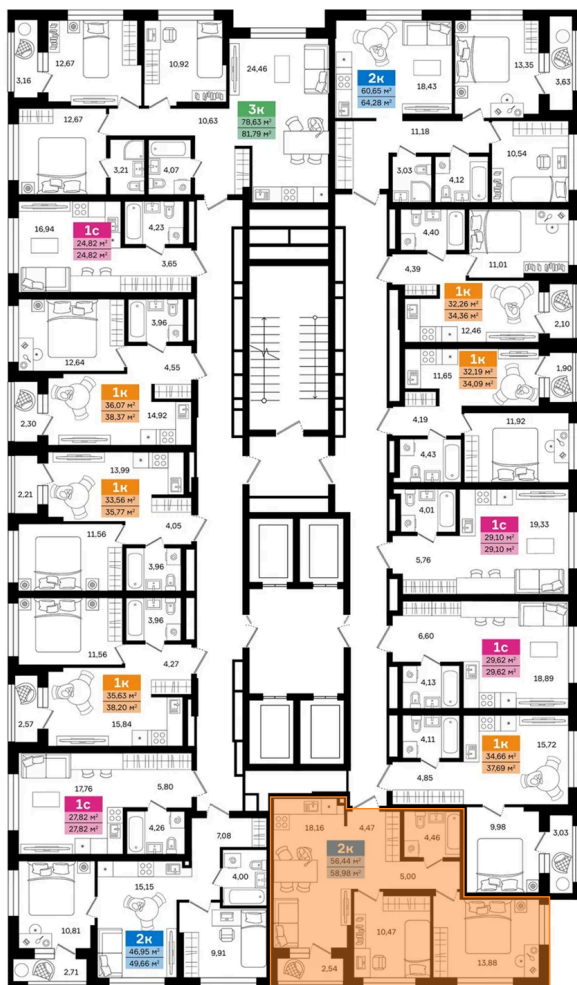 3,16
12,67
10,92
24,46
3к
78,63 м²
81,79 м²
12,67
10,63
3,21
4,07
2к
60,65 м²
64,28 м²
18,43
13,35
3,63
11,18
3,03
4,12
10,54
16,94
1с
24,82 м²
24,82 м²
4,23
3,65
4,40
11,01
4,39
1к
32,26 м²
34,36 м²
12,46
2,10
12,64
3,96
4,55
1к
36,07 м²
38,37 м²
14,92
2,30
11,65
1к
32,19 м²
34,09 м²
1,90
4,19
11,92
4,43
13,99
2,21
1к
33,56 м²
35,77 м²
4,05
11,56
3,96
4,01
1с
29,10 м²
29,10 м²
19,33
5,76
11,56
3,96
4,27
1к
35,63 м²
38,20 м²
2,57
15,84
6,60
1с
29,62 м²
29,62 м²
4,13
18,89
4,11
1к
34,66 м²
37,69 м²
15,72
4,85
9,98
3,03
17,76
5,80
1с
27,82 м²
27,82 м²
4,26
7,08
4,00
15,15
10,81
2к
46,95 м²
49,66 м²
2,71
9,91
18,16
4,47
4,46
2к
56,44 м²
58,98 м²
5,00
10,47
2,54
13,88